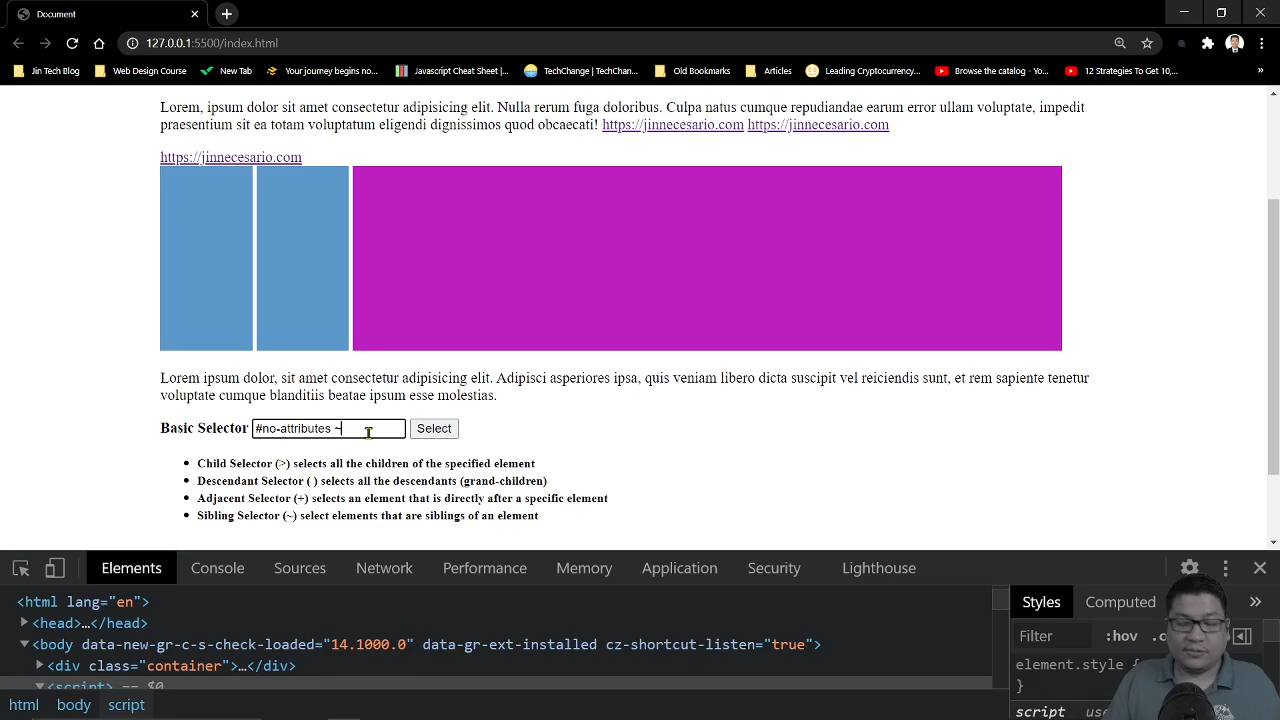 Document
127.0.0.1:5500/index.html
Jin Tech Blog Web Design Course New Tab Your journey begins no... Javascript Cheat Sheet |... TechChange | TechChan... Old Bookmarks Articles Leading Cryptocurrency... Browse the catalog - Yo... 12 Strategies To Get 10,... »
Lorem, ipsum dolor sit amet consectetur adipisicing elit. Nulla rerum fuga doloribus. Culpa natus cumque repudiandae earum error ullam voluptate, impedit
praesentium sit ea totam voluptatum eligendi dignissimos quod obcaecati! https://jinnecesario.com https://jinnecesario.com
https://jinnecesario.com
Lorem ipsum dolor, sit amet consectetur adipisicing elit. Adipisci asperiores ipsa, quis veniam libero dicta suscipit vel reiciendis sunt, et rem sapiente tenetur
voluptate cumque blanditiis beatae ipsum esse molestias.
Basic Selector #no-attributes ~ Select
• Child Selector (>) selects all the children of the specified element
• Descendant Selector ( ) selects all the descendants (grand-children)
• Adjacent Selector (+) selects an element that is directly after a specific element
• Sibling Selector (~) select elements that are siblings of an element
Elements Console Sources Network Performance Memory Application Security Lighthouse
<html lang="en">
<head>…</head>
<body data-new-gr-c-s-check-loaded="14.1000.0" data-gr-ext-installed cz-shortcut-listen="true">
<div class="container">…</div>
<script> == $0
html body script
Styles Computed »
Filter :hov .c
element.style {
}
script use